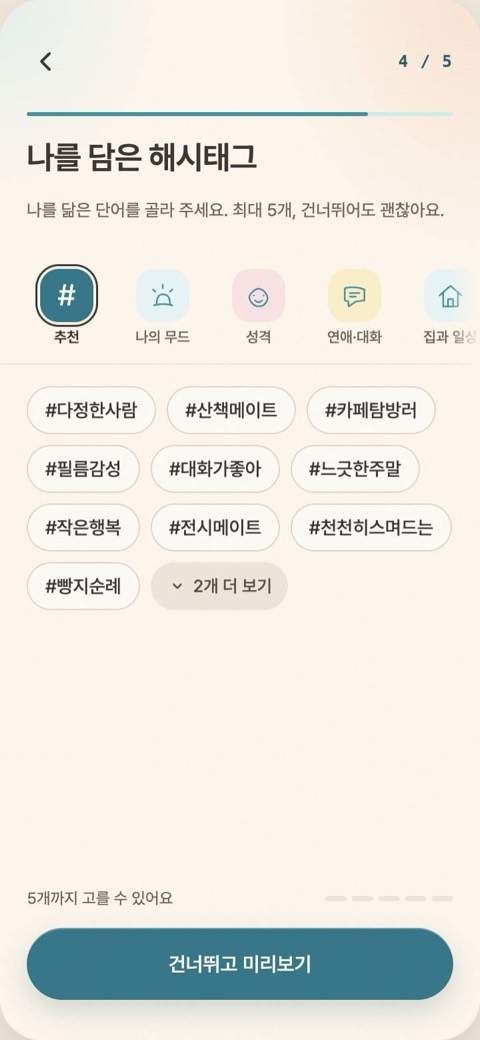 4 / 5
나를 담은 해시태그
나를 닮은 단어를 골라 주세요. 최대 5개, 건너뛰어도 괜찮아요.
#
추천 나의 무드 성격 연애·대화 집과 일상
#다정한사람 #산책메이트 #카페탐방러
#필름감성 #대화가좋아 #느긋한주말
#작은행복 #전시메이트 #천천히스며드는
#빵지순례 2개 더 보기
5개까지 고를 수 있어요
건너뛰고 미리보기